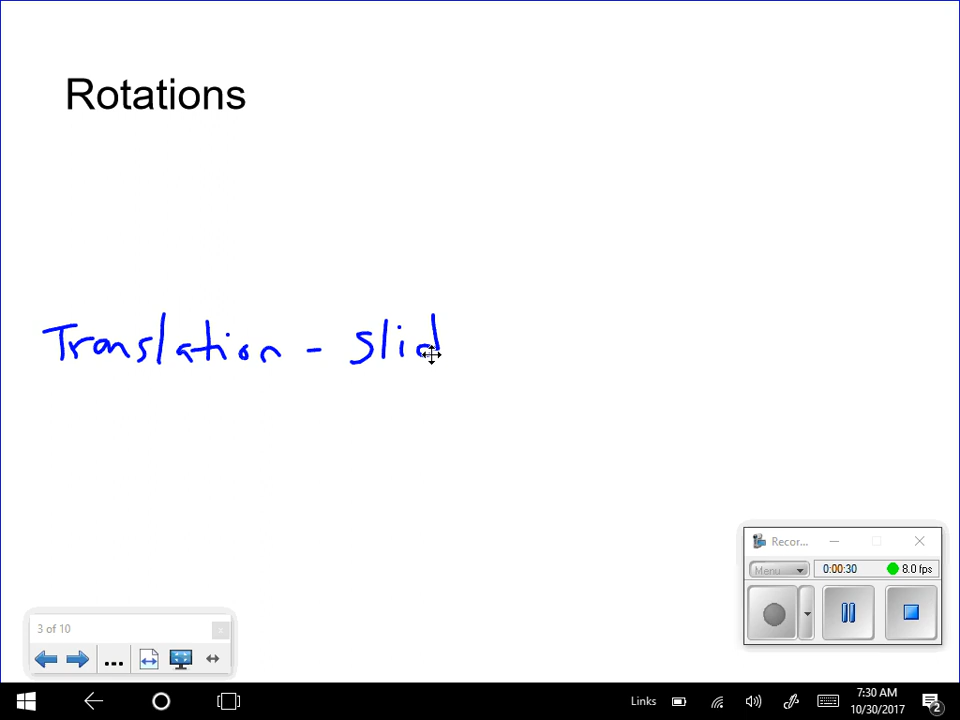 Rotations
Translation - Slid
Recor...
Menu
0:00:30
8.0 fps
3 of 10
Links
7:30 AM
10/30/2017
2